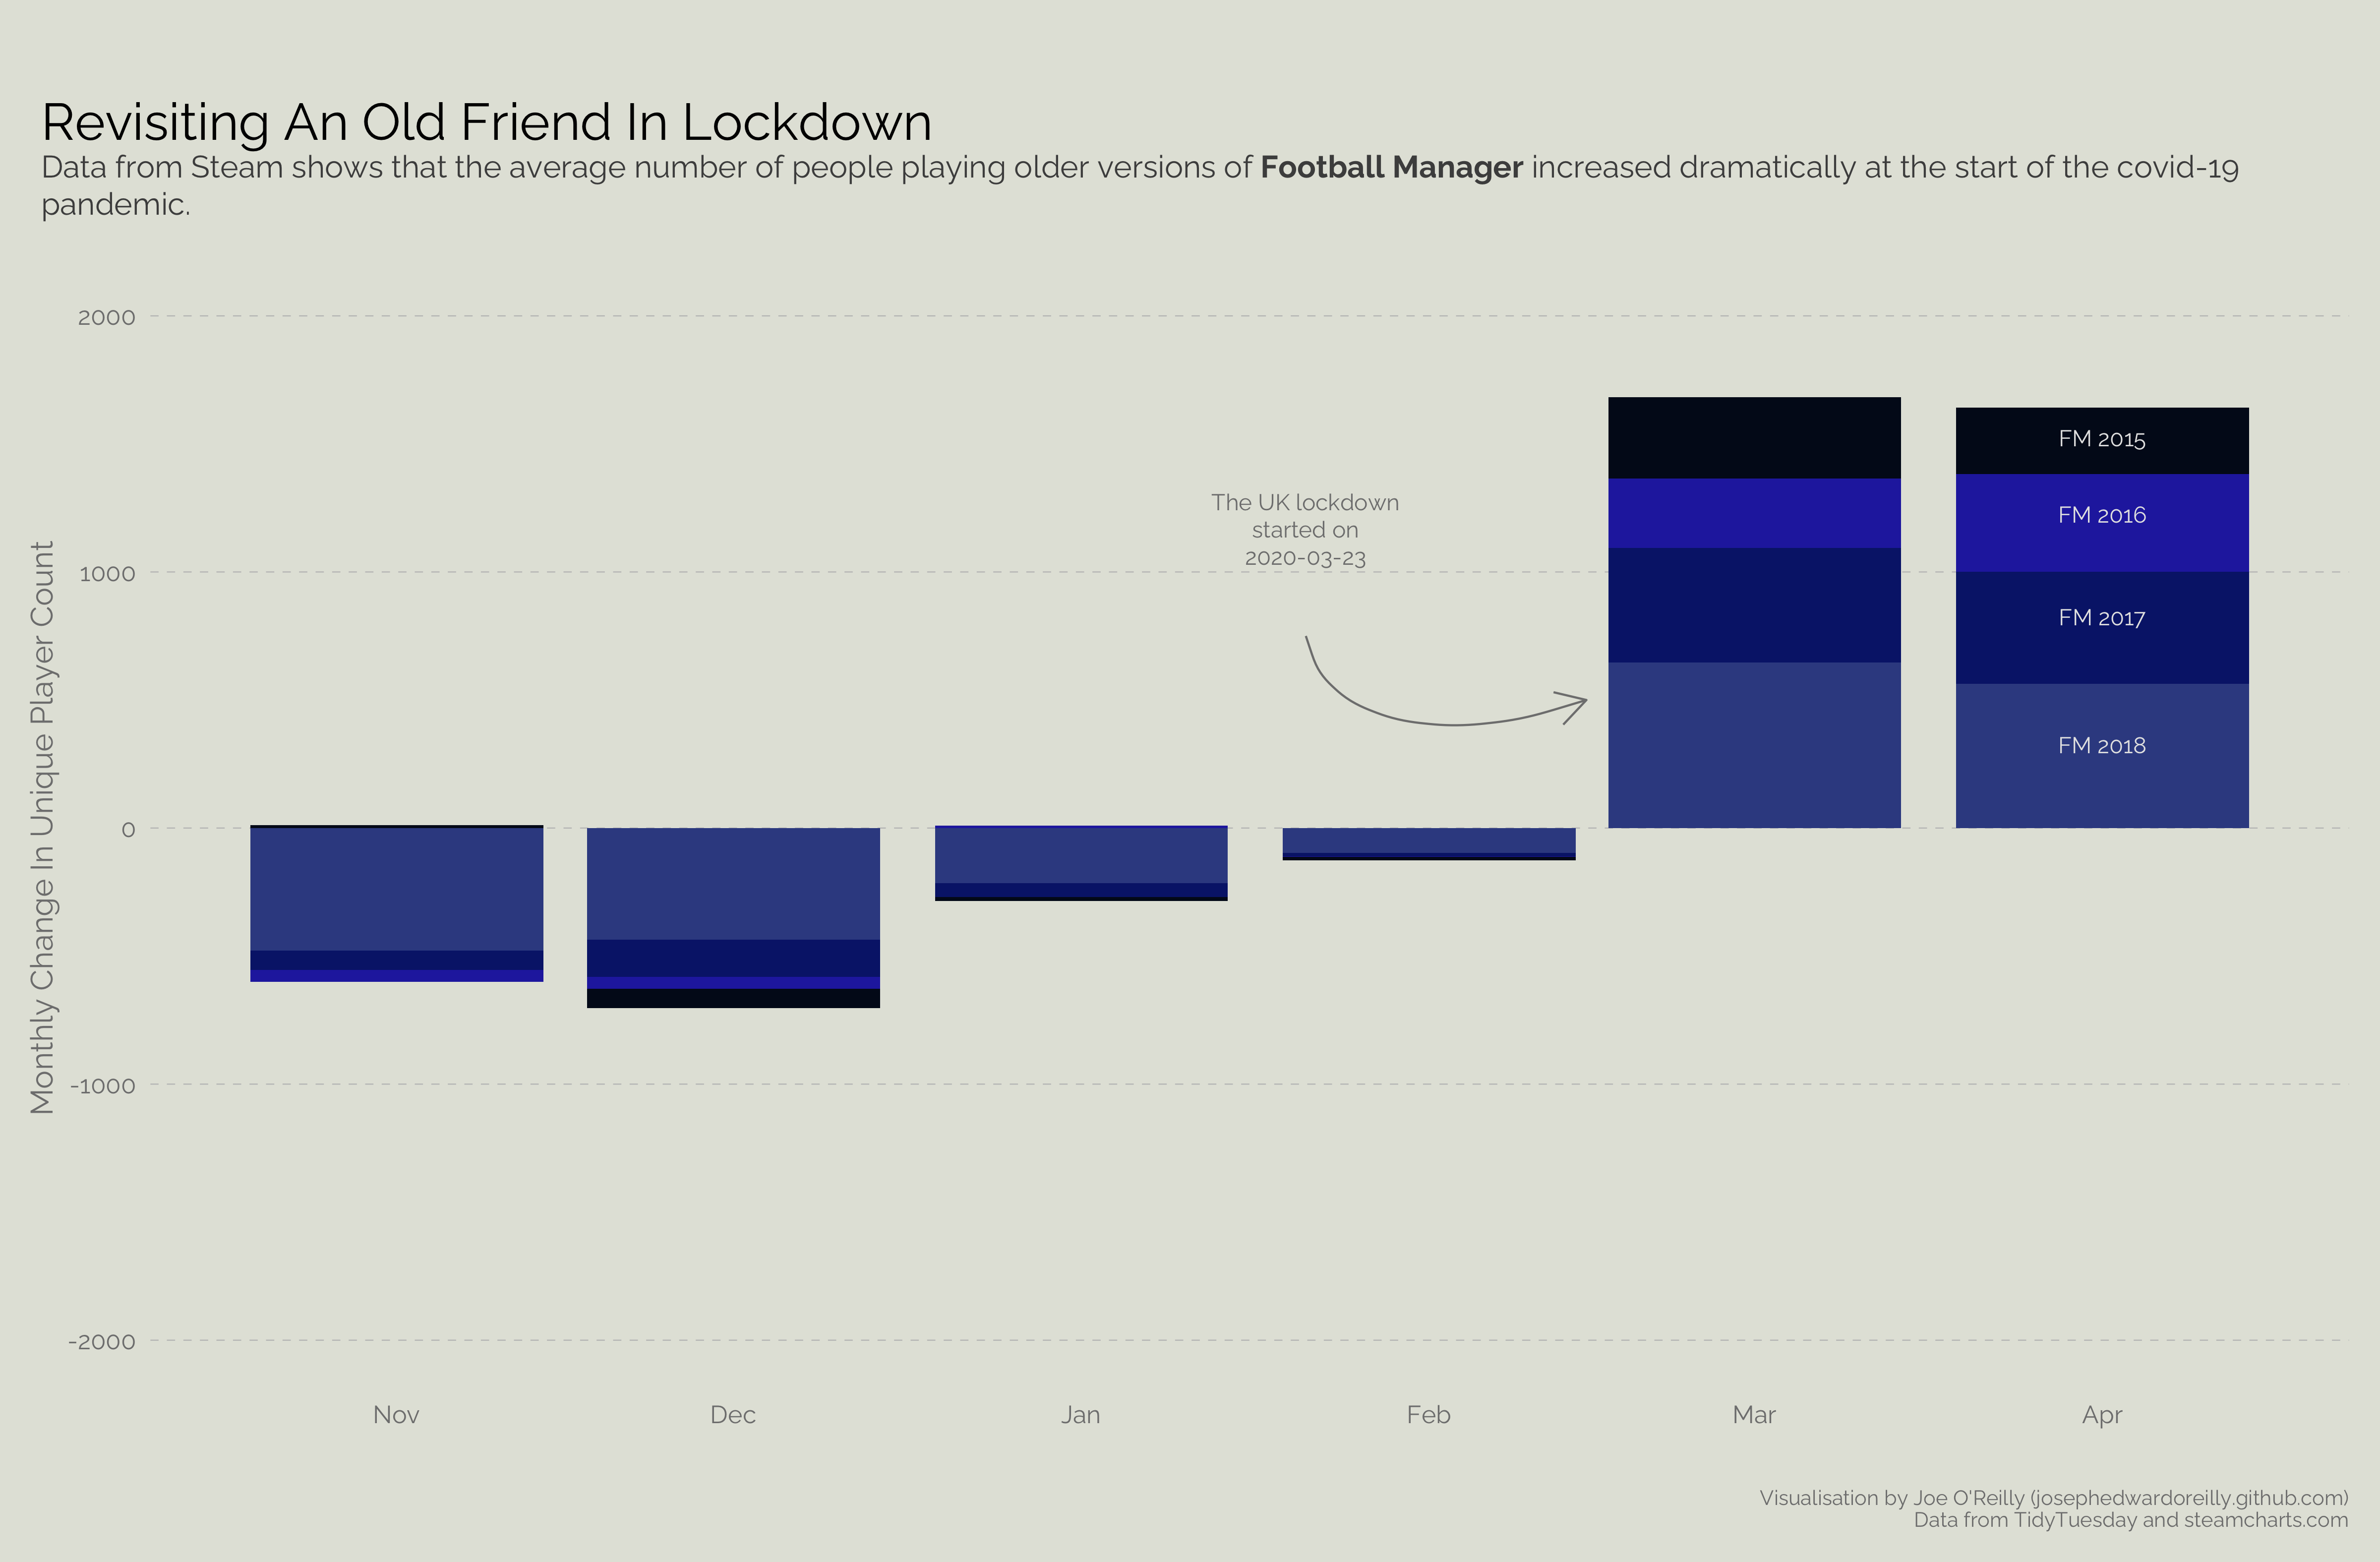 Revisiting An Old Friend In Lockdown
Data from Steam shows that the average number of people playing older versions of Football Manager increased dramatically at the start of the covid-19
pandemic.
Monthly Change In Unique Player Count
2000
1000
0
-1000
-2000
The UK lockdown
started on
2020-03-23
FM 2015
FM 2016
FM 2017
FM 2018
Nov
Dec
Jan
Feb
Mar
Apr
Visualisation by Joe O'Reilly (josephedwardoreilly.github.com)
Data from TidyTuesday and steamcharts.com